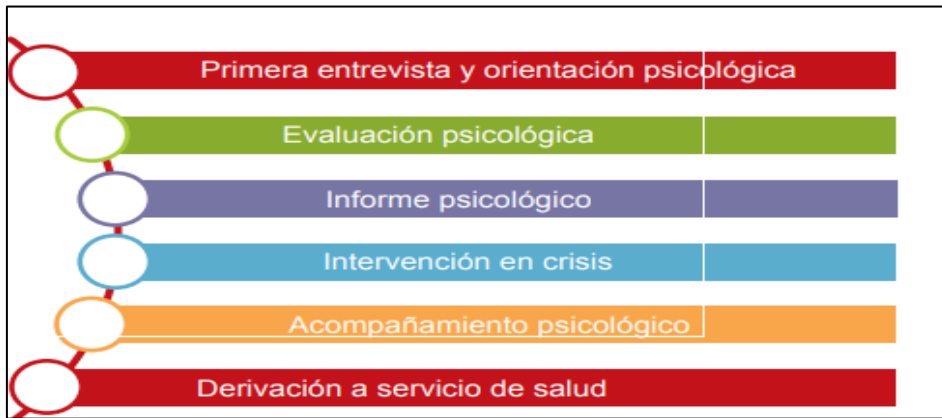 Primera entrevista y orientación psicológica
Evaluación psicológica
Informe psicológico
Intervención en crisis
Acompañamiento psicológico
Derivación a servicio de salud